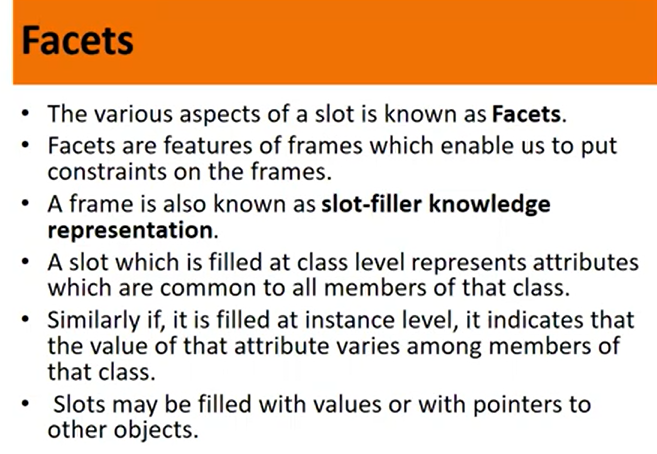 Facets
• The various aspects of a slot is known as Facets.
• Facets are features of frames which enable us to put
constraints on the frames.
• A frame is also known as slot-filler knowledge
representation.
• A slot which is filled at class level represents attributes
which are common to all members of that class.
• Similarly if, it is filled at instance level, it indicates that
the value of that attribute varies among members of
that class.
• Slots may be filled with values or with pointers to
other objects.